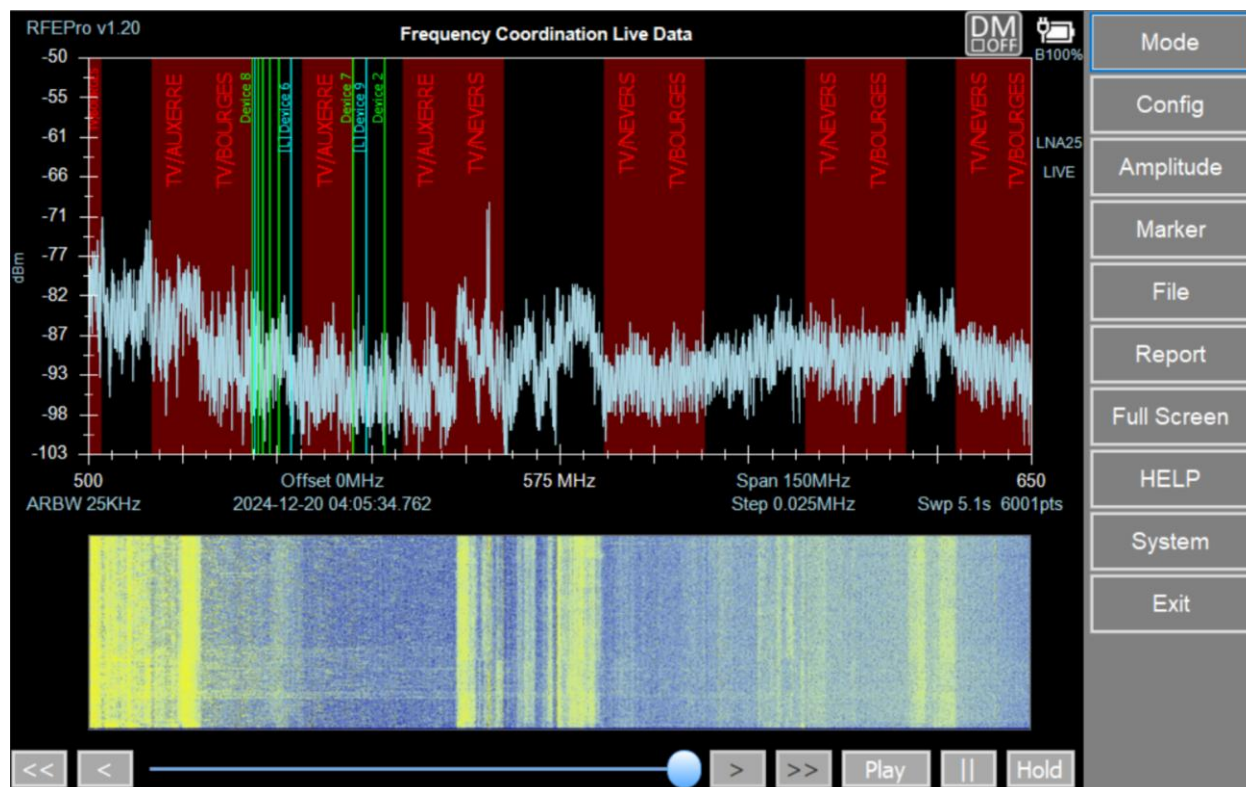 RFEPro v1.20
Frequency Coordination Live Data
DM
OFF
B100%
-50
-55
-61
-66
-71
-77
-82
-87
-93
-98
-103
dBm
TV/AUXERRE
TV/BOURGES
Device 8
[L]Device 6
TV/AUXERRE
Device 7
[L]Device 9
Device 2
TV/AUXERRE
TV/NEVERS
TV/NEVERS
TV/BOURGES
TV/NEVERS
TV/BOURGES
TV/NEVERS
TV/BOURGES
LNA25
LIVE
500
Offset 0MHz
575 MHz
Span 150MHz
650
ARBW 25KHz
2024-12-20 04:05:34.762
Step 0.025MHz
Swp 5.1s 6001pts
<<
<
>
>>
Play
||
Hold
Mode
Config
Amplitude
Marker
File
Report
Full Screen
HELP
System
Exit